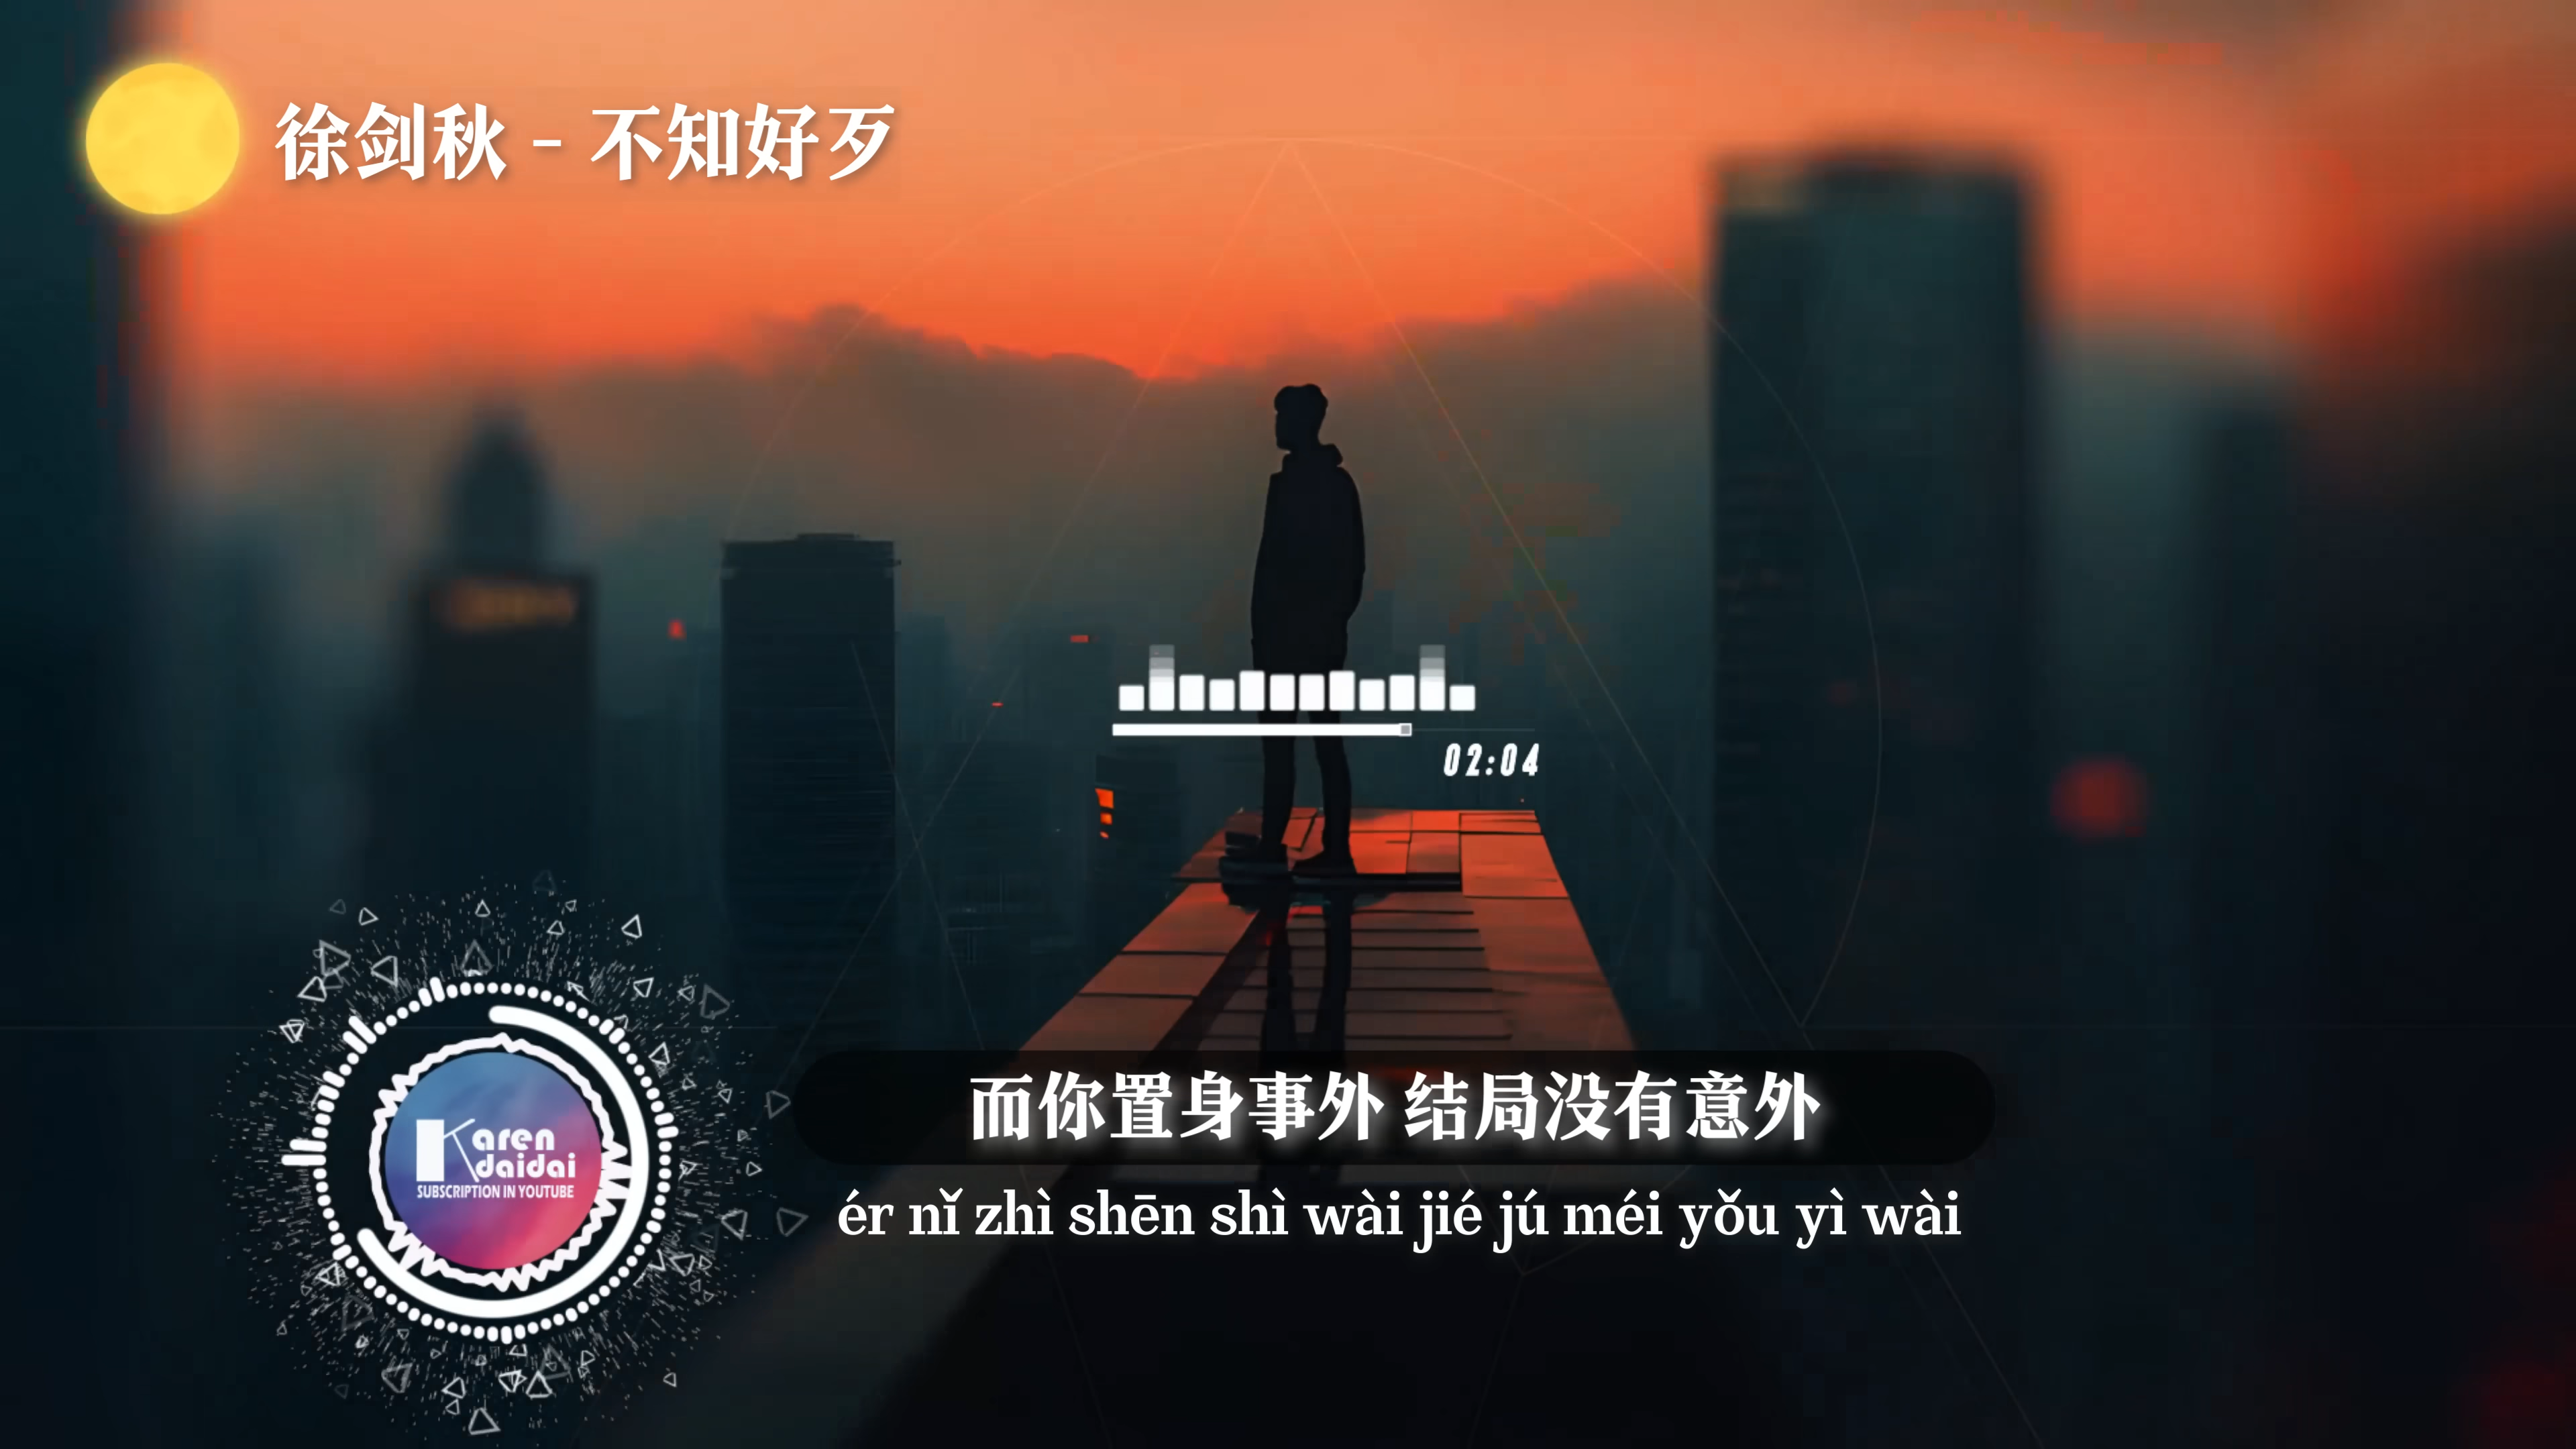 徐剑秋 - 不知好歹
02:04
Karen
daidai
SUBSCRIPTION IN YOUTUBE
而你置身事外 结局没有意外
ér nǐ zhì shēn shì wài jié jú méi yǒu yì wài